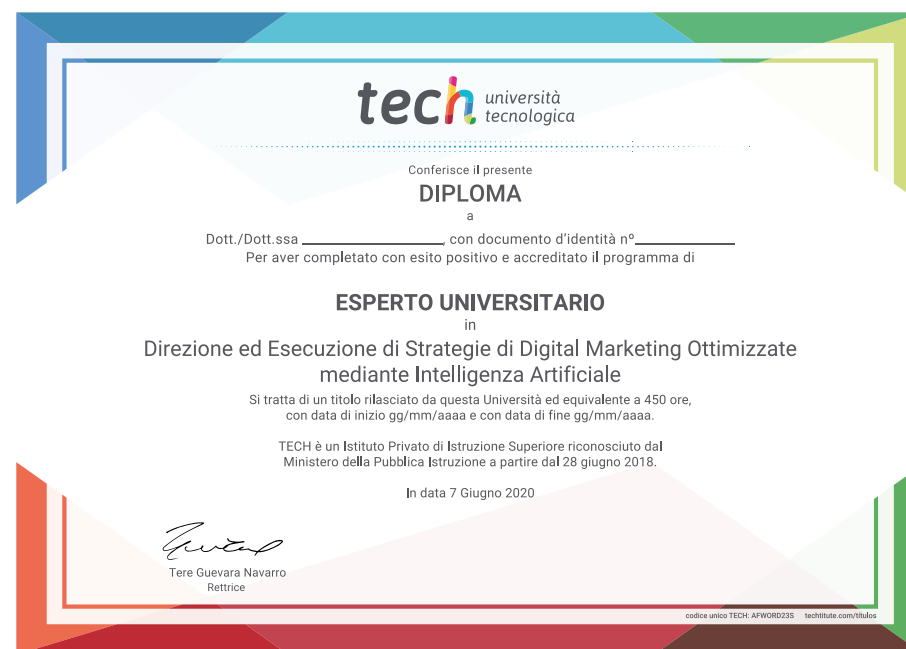 tech università
tecnologica
Conferisce il presente
DIPLOMA
a
Dott./Dott.ssa ____________________, con documento d'identità nº______________
Per aver completato con esito positivo e accreditato il programma di
ESPERTO UNIVERSITARIO
in
Direzione ed Esecuzione di Strategie di Digital Marketing Ottimizzate
mediante Intelligenza Artificiale
Si tratta di un titolo rilasciato da questa Università ed equivalente a 450 ore,
con data di inizio gg/mm/aaaa e con data di fine gg/mm/aaaa.
TECH è un Istituto Privato di Istruzione Superiore riconosciuto dal
Ministero della Pubblica Istruzione a partire dal 28 giugno 2018.
In data 7 Giugno 2020
Tere Guevara Navarro
Rettrice
codice unico TECH: AFWORD23S techtitute.com/titulos